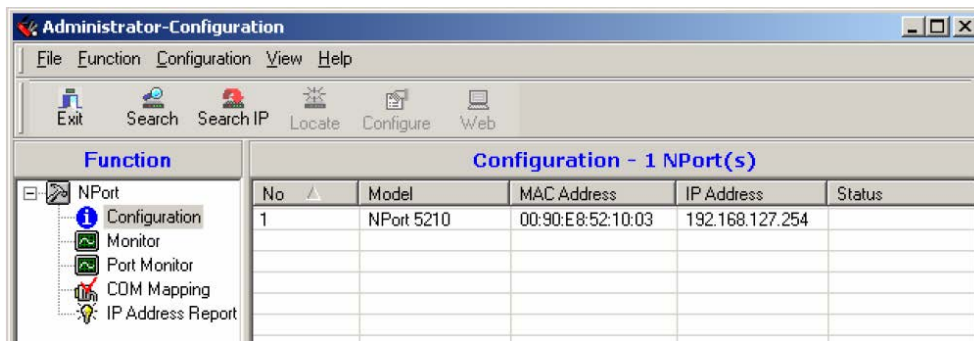 Administrator-Configuration
File Function Configuration View Help
Exit Search Search IP Locate Configure Web
Function
Configuration - 1 NPort(s)
NPort
Configuration
Monitor
Port Monitor
COM Mapping
IP Address Report
No Model MAC Address IP Address Status
1 NPort 5210 00:90:E8:52:10:03 192.168.127.254